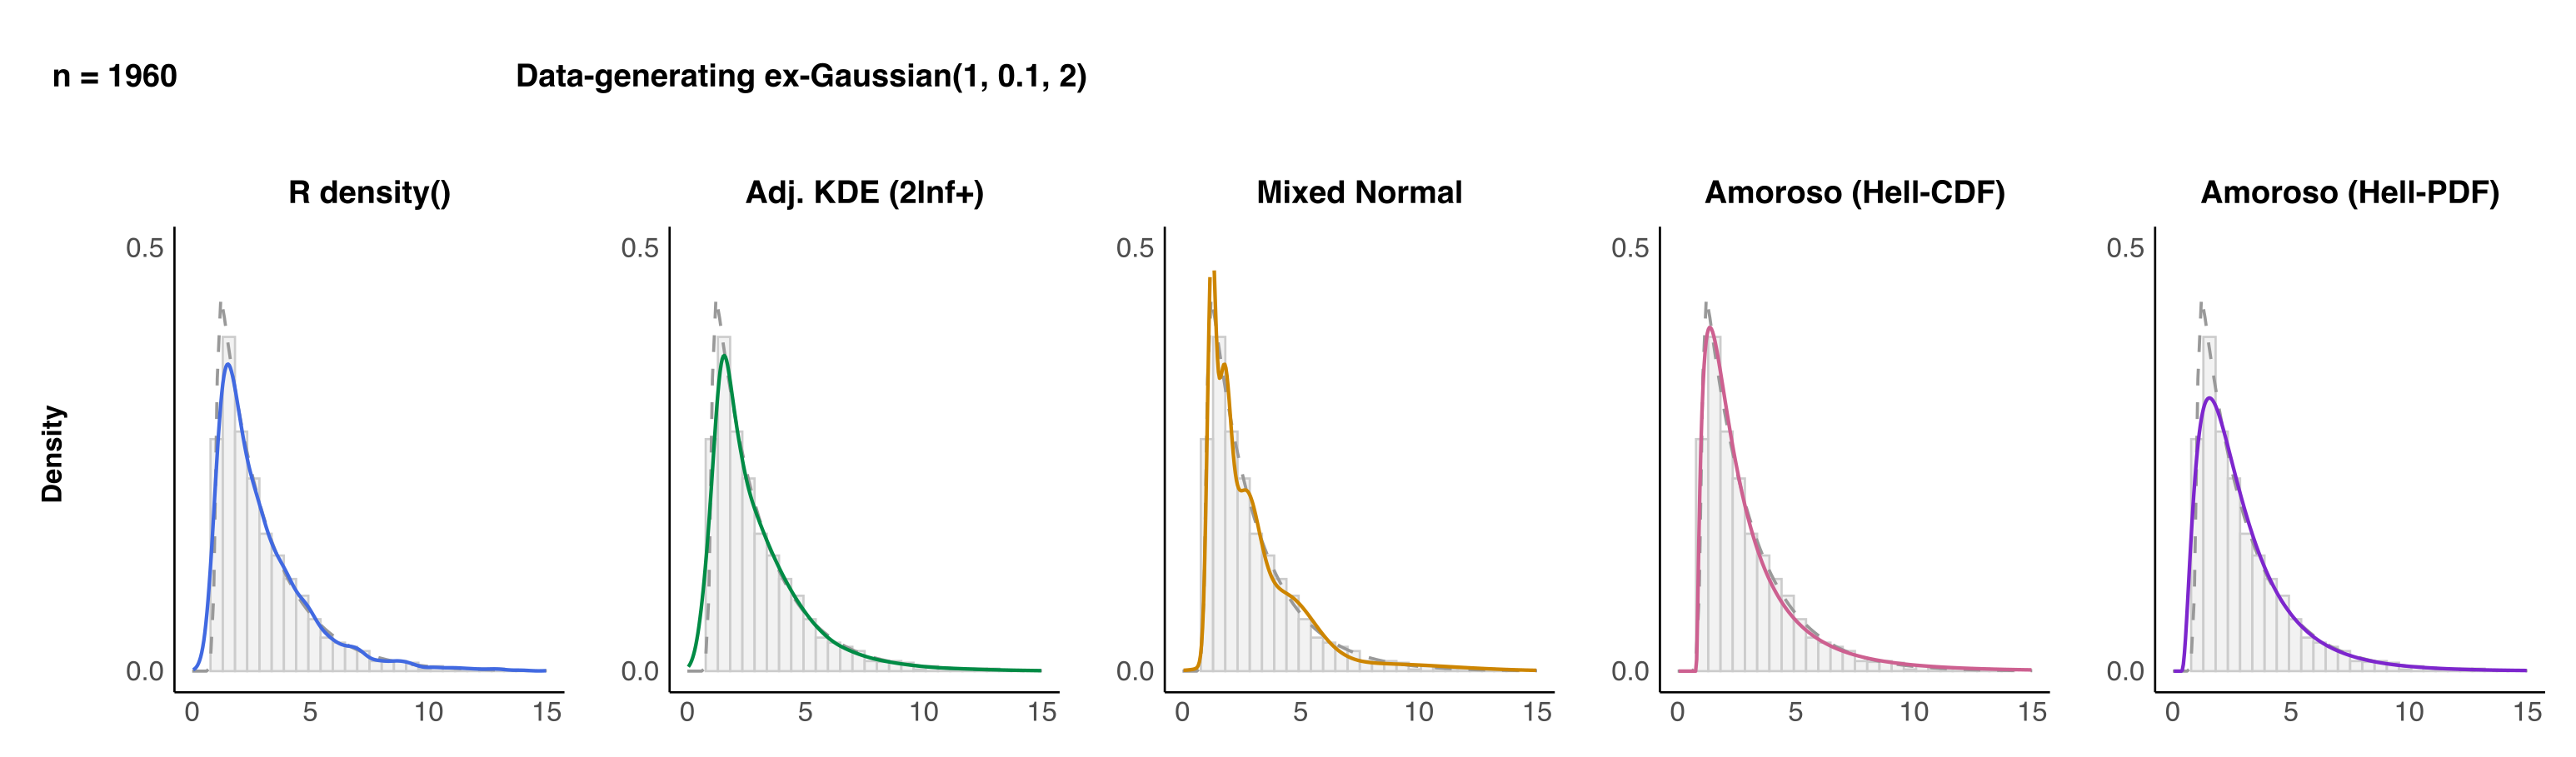 n = 1960 Data-generating ex-Gaussian(1, 0.1, 2)
R density() Adj. KDE (2Inf+) Mixed Normal Amoroso (Hell-CDF) Amoroso (Hell-PDF)
0.5 0.5 0.5 0.5 0.5
Density
0.0 0.0 0.0 0.0 0.0
0 5 10 15 0 5 10 15 0 5 10 15 0 5 10 15 0 5 10 15